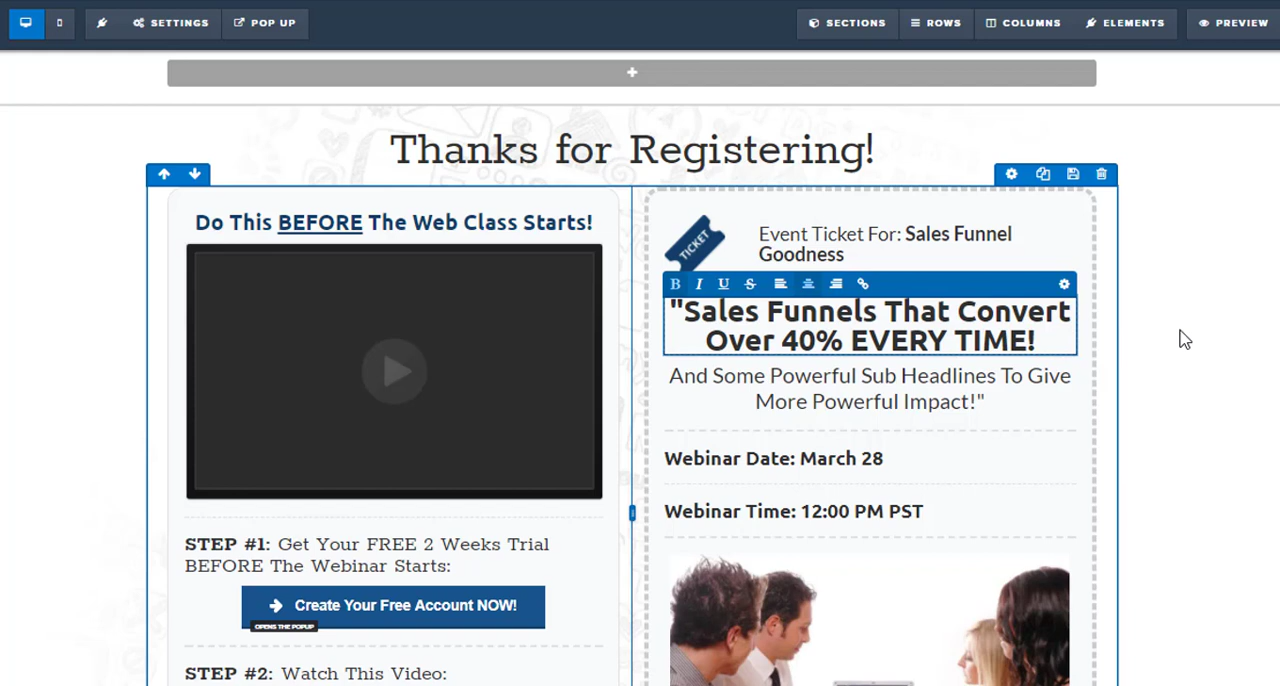 SETTINGS
POP UP
SECTIONS
ROWS
COLUMNS
ELEMENTS
PREVIEW
Thanks for Registering!
Do This BEFORE The Web Class Starts!
STEP #1: Get Your FREE 2 Weeks Trial
BEFORE The Webinar Starts:
Create Your Free Account NOW!
OPENS THE POPUP
STEP #2: Watch This Video:
TICKET
Event Ticket For: Sales Funnel
Goodness
B I U S
"Sales Funnels That Convert
Over 40% EVERY TIME!
And Some Powerful Sub Headlines To Give
More Powerful Impact!"
Webinar Date: March 28
Webinar Time: 12:00 PM PST